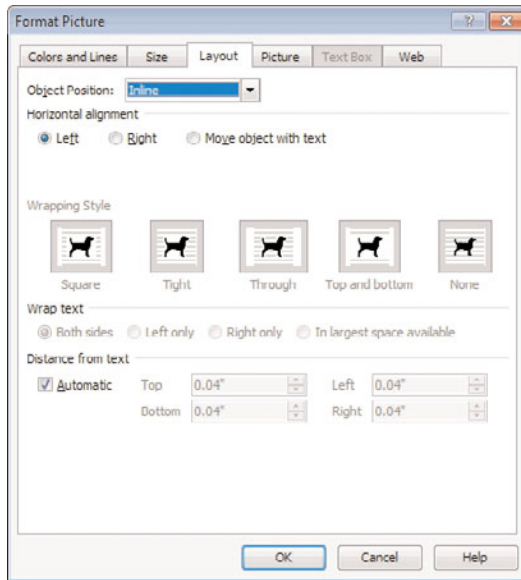 Format Picture
Colors and Lines Size Layout Picture Text Box Web
Object Position: Inline
Horizontal alignment
Left Right Move object with text
Wrapping Style
Square Tight Through Top and bottom None
Wrap text
Both sides Left only Right only In largest space available
Distance from text
Automatic Top 0.04" Left 0.04"
Bottom 0.04" Right 0.04"
OK Cancel Help